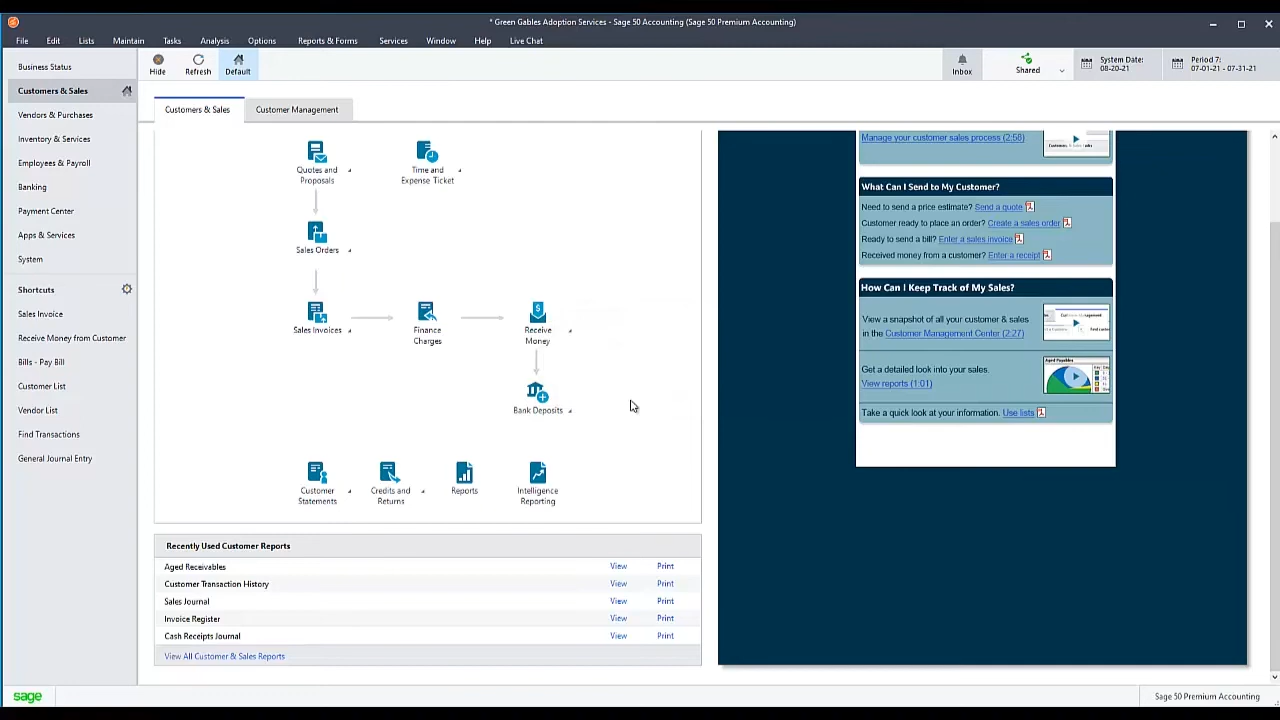 * Green Gables Adoption Services - Sage 50 Accounting (Sage 50 Premium Accounting)
File Edit Lists Maintain Tasks Analysis Options Reports & Forms Services Window Help Live Chat
Hide Refresh Default
Inbox Shared
System Date:
08-20-21
Period 7:
07-01-21 - 07-31-21
Business Status
Customers & Sales
Vendors & Purchases
Inventory & Services
Employees & Payroll
Banking
Payment Center
Apps & Services
System
Shortcuts
Sales Invoice
Receive Money from Customer
Bills - Pay Bill
Customer List
Vendor List
Find Transactions
General Journal Entry
Customers & Sales Customer Management
Quotes and
Proposals
Time and
Expense Ticket
Sales Orders
Sales Invoices
Finance
Charges
Receive
Money
Bank Deposits
Customer
Statements
Credits and
Returns
Reports
Intelligence
Reporting
Recently Used Customer Reports
Aged Receivables View Print
Customer Transaction History View Print
Sales Journal View Print
Invoice Register View Print
Cash Receipts Journal View Print
View All Customer & Sales Reports
Manage your customer sales process (2:58)
What Can I Send to My Customer?
Need to send a price estimate? Send a quote
Customer ready to place an order? Create a sales order
Ready to send a bill? Enter a sales invoice
Received money from a customer? Enter a receipt
How Can I Keep Track of My Sales?
View a snapshot of all your customer & sales
in the Customer Management Center (2:27)
Get a detailed look into your sales.
View reports (1:01)
Aged Payables
Take a quick look at your information. Use lists
sage
Sage 50 Premium Accounting